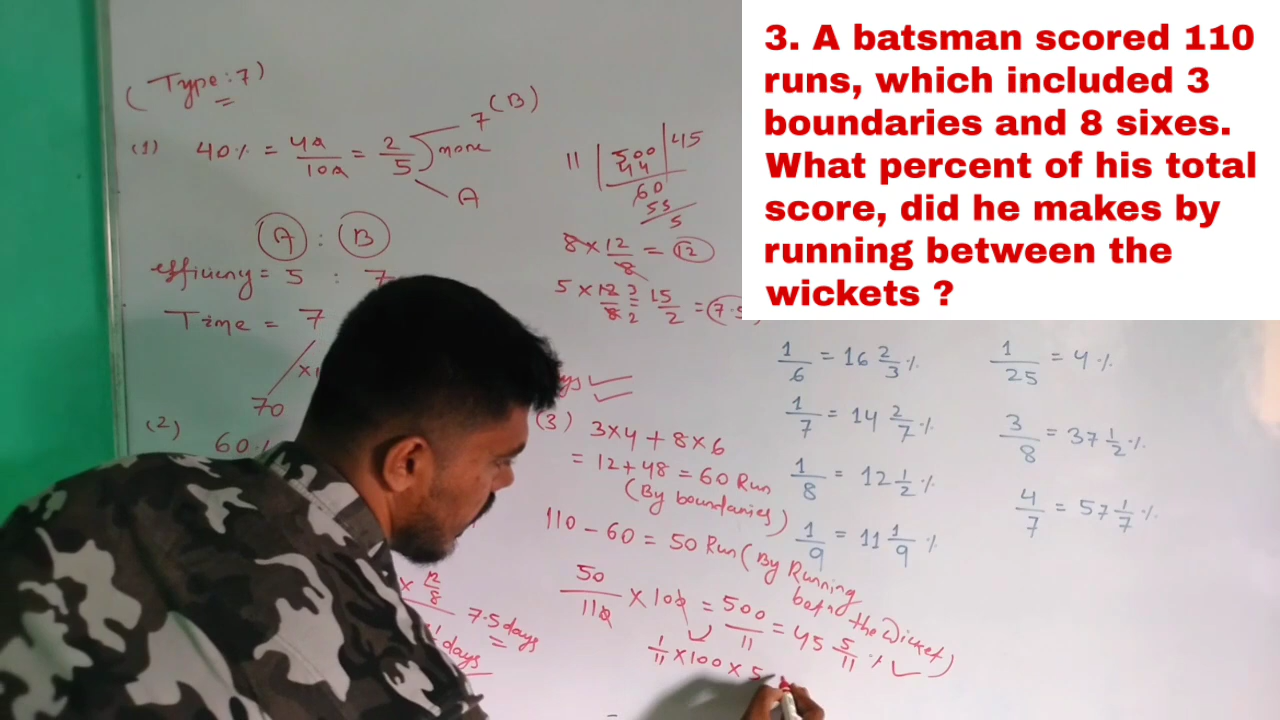 3. A batsman scored 110
runs, which included 3
boundaries and 8 sixes.
What percent of his total
score, did he makes by
running between the
wickets ?
(Type:7)
(1) 40% = 40/100 = 2/5 more 7 (B)
A
A : B
efficiency = 5 : 7
Time = 7
70
(2) 60%
11 | 500 | 45
44
60
55
5
8 × 12/8 = 12
5 × 12/8 = 15/2 =
(3) 3×4 + 8×6
= 12+48 = 60 Run
(By boundaries)
110 - 60 = 50 Run (By Running
the Wicket)
50/110 × 100 = 500/11 = 45 5/11 %
1/11 × 100 × 5
× 12/8
7.5 days
days
1/6 = 16 2/3 %
1/7 = 14 2/7 %
1/8 = 12 1/2 %
1/9 = 11 1/9 %
1/25 = 4 %
3/8 = 37 1/2 %
4/7 = 57 1/7 %